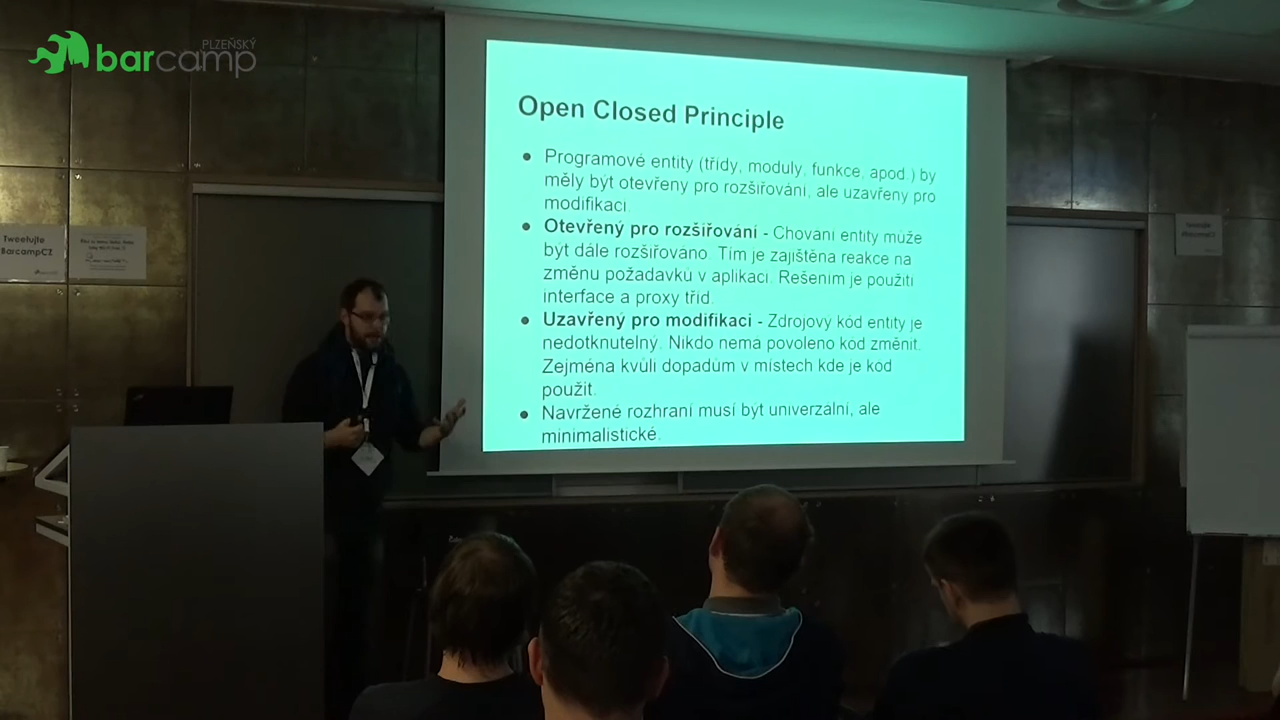 PLZEŇSKÝ
barcamp
Open Closed Principle
● Programové entity (třídy, moduly, funkce, apod.) by
měly být otevřeny pro rozšiřování, ale uzavřeny pro
modifikaci.
● Otevřený pro rozšiřování - Chování entity může
být dále rozšiřováno. Tím je zajištěna reakce na
změnu požadavků v aplikaci. Řešením je použití
interface a proxy tříd.
● Uzavřený pro modifikaci - Zdrojový kód entity je
nedotknutelný. Nikdo nemá povoleno kód změnit.
Zejména kvůli dopadům v místech kde je kód
použit.
● Navržené rozhraní musí být univerzální, ale
minimalistické.
Tweetujte
BarcampCZ
Tweetujte